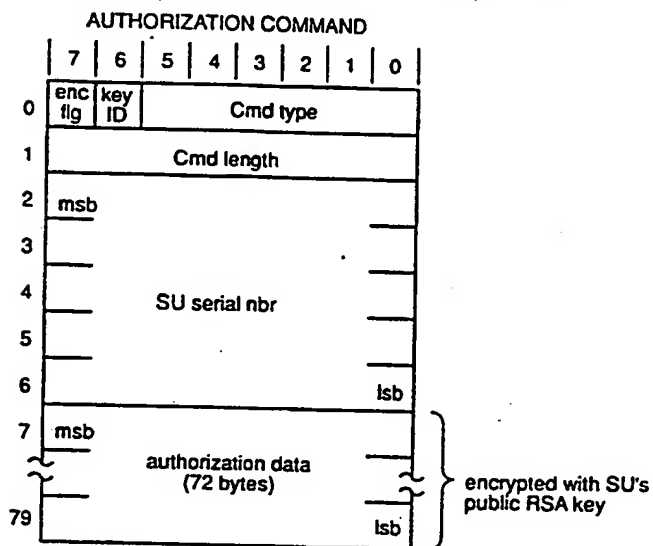 AUTHORIZATION COMMAND
7 6 5 4 3 2 1 0
0 enc flg key ID Cmd type
1 Cmd length
2 msb
3
4 SU serial nbr
5
6 lsb
7 msb
authorization data
(72 bytes)
encrypted with SU's
public RSA key
79 lsb